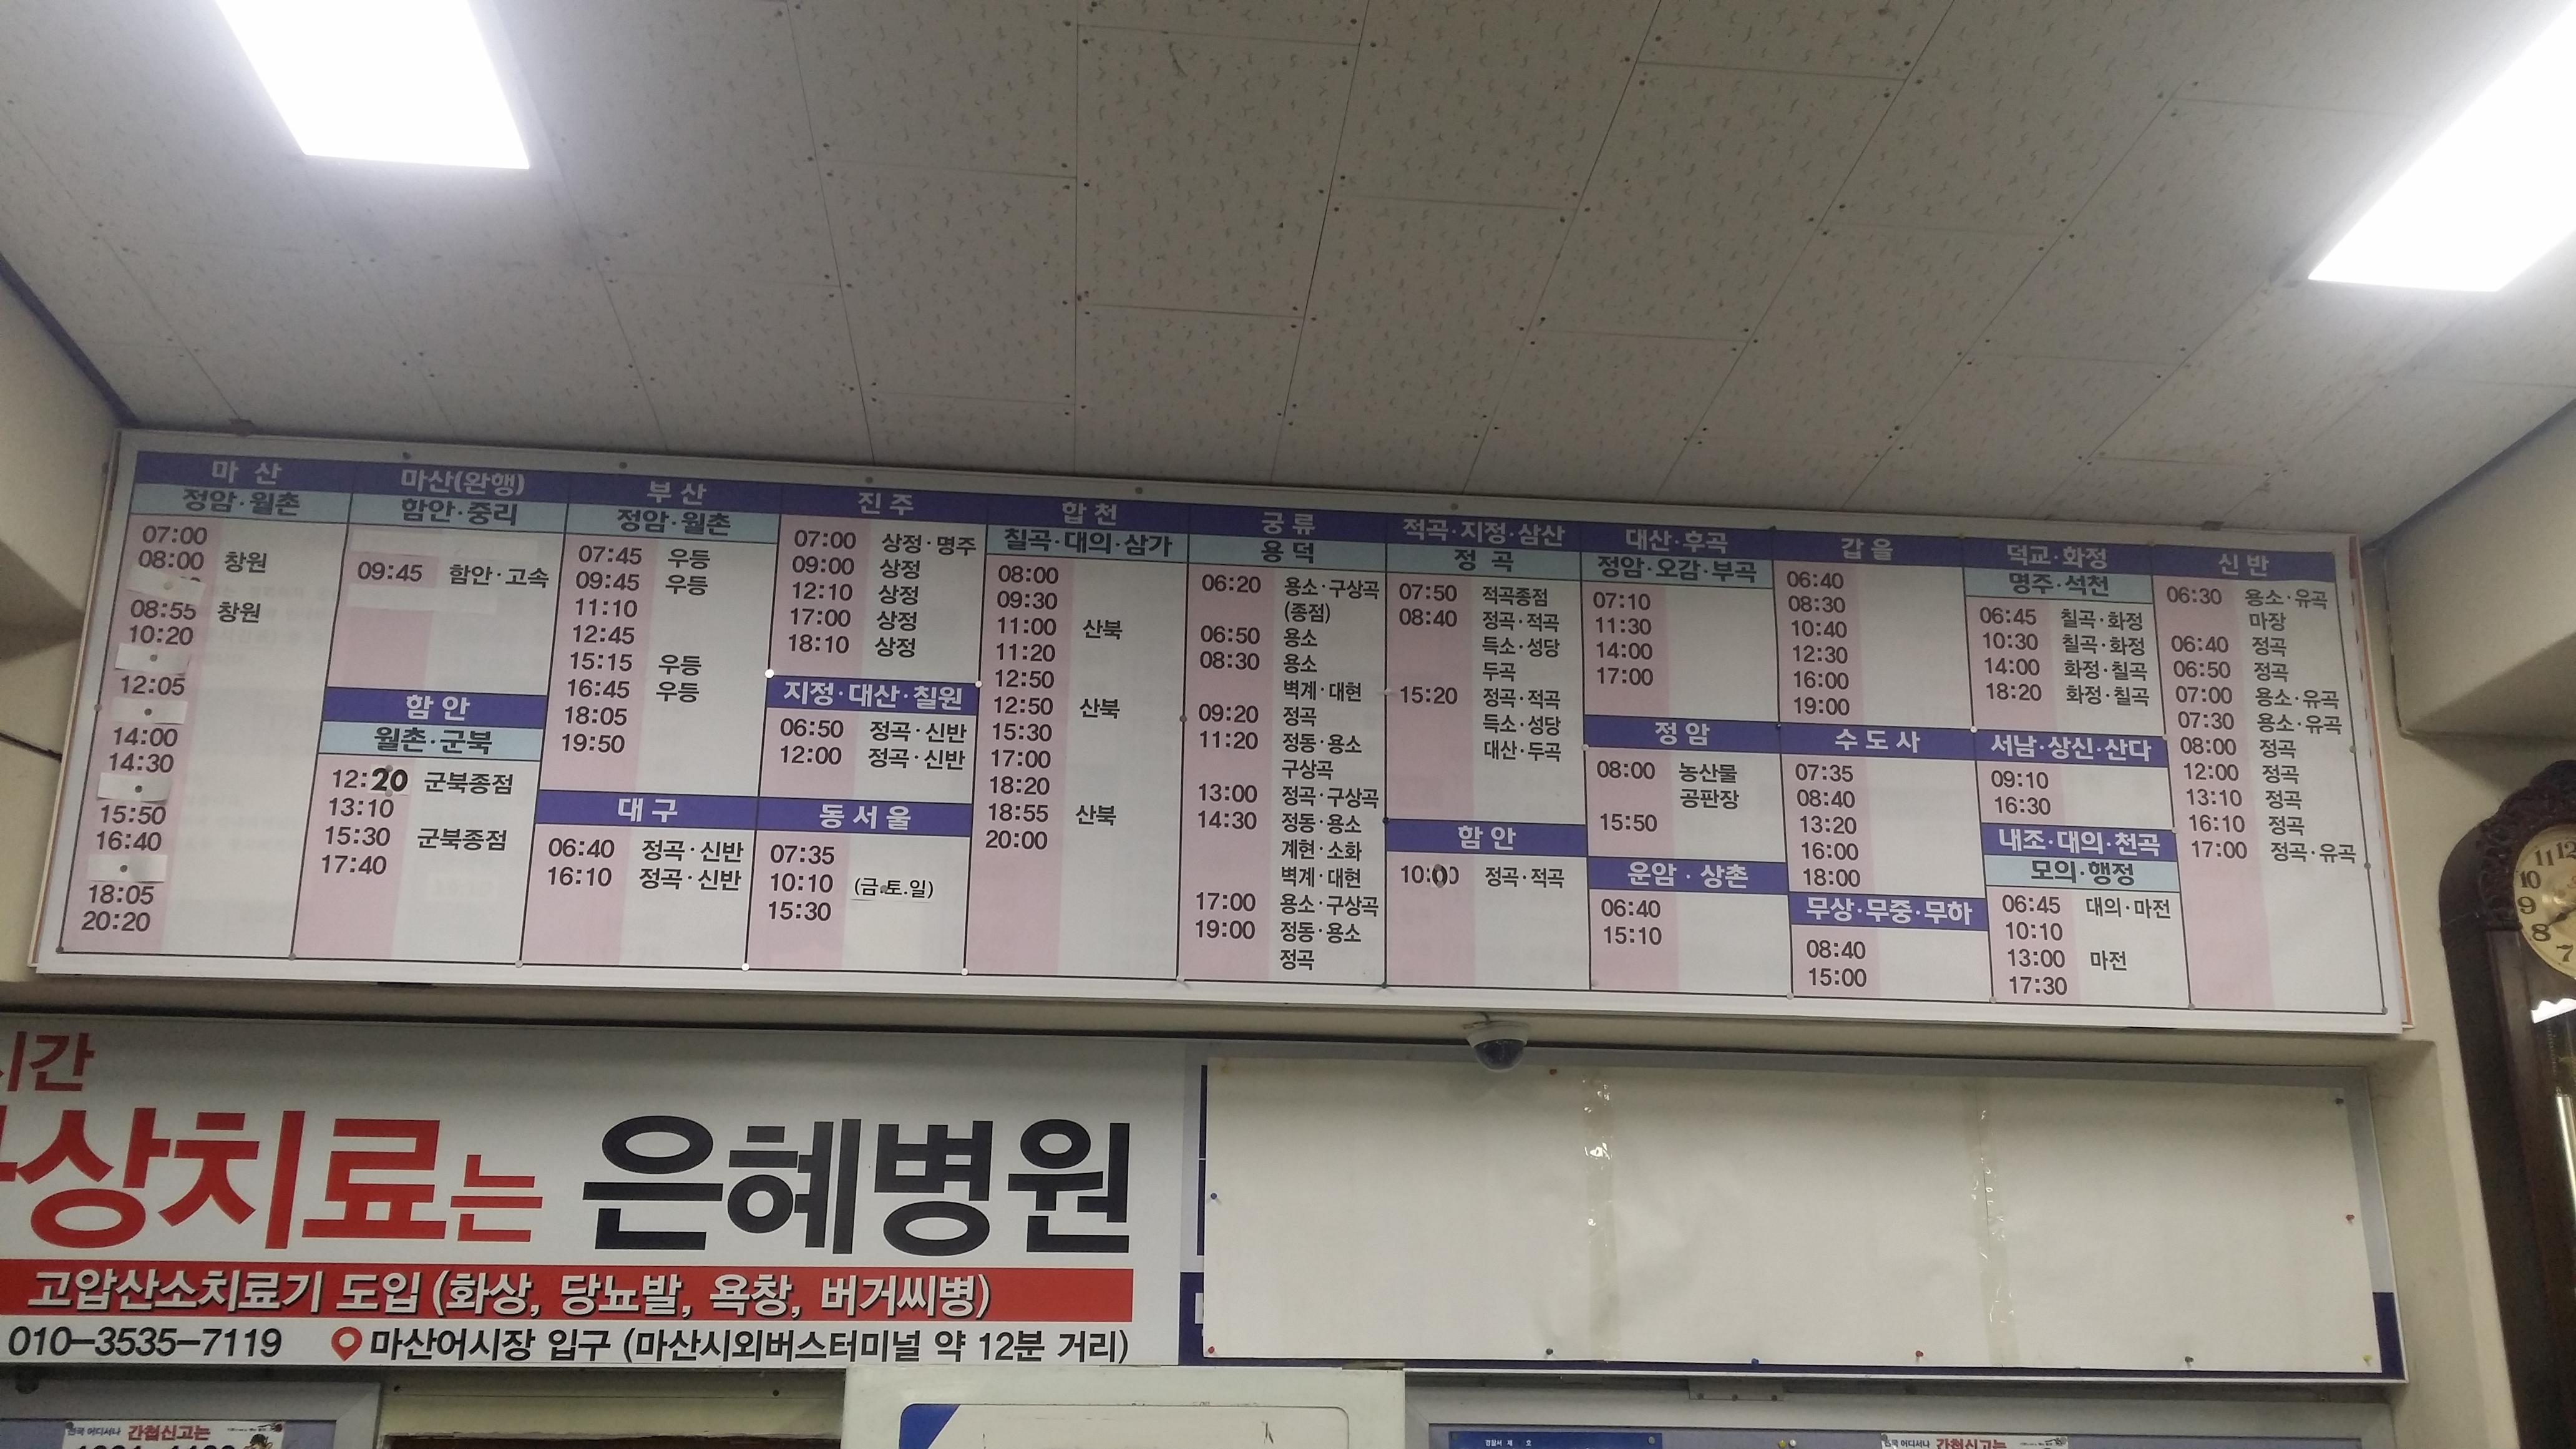 마 산
정암·월촌
07:00
08:00 창원
08:55 창원
10:20
12:05
14:00
14:30
15:50
16:40
18:05
20:20
마산(완행)
함안·중리
09:45 함안·고속
함 안
월촌·군북
12:20 군북종점
13:10
15:30 군북종점
17:40
부 산
정암·월촌
07:45 우등
09:45 우등
11:10
12:45
15:15 우등
16:45 우등
18:05
19:50
대 구
06:40 정곡·신반
16:10 정곡·신반
진 주
07:00 상정·명주
09:00 상정
12:10 상정
17:00 상정
18:10 상정
지정·대산·칠원
06:50 정곡·신반
12:00 정곡·신반
동 서 울
07:35
10:10 (금.토.일)
15:30
합 천
칠곡·대의·삼가
08:00
09:30
11:00 산북
11:20
12:50
12:50 산북
15:30
17:00
18:20
18:55 산북
20:00
궁 류
용 덕
06:20 용소·구상곡
(종점)
06:50 용소
08:30 용소
벽계·대현
09:20 정곡
11:20 정동·용소
구상곡
13:00 정곡·구상곡
14:30 정동·용소
계현·소화
벽계·대현
17:00 용소·구상곡
19:00 정동·용소
정곡
적곡·지정·삼산
정 곡
07:50 적곡종점
08:40 정곡·적곡
득소·성당
두곡
15:20 정곡·적곡
득소·성당
대산·두곡
함 안
10:00 정곡·적곡
대산·후곡
정암·오감·부곡
07:10
11:30
14:00
17:00
정 암
08:00 농산물
공판장
15:50
운암·상촌
06:40
15:10
갑 을
06:40
08:30
10:40
12:30
16:00
19:00
수 도 사
07:35
08:40
13:20
16:00
18:00
무상·무중·무하
08:40
15:00
덕교·화정
명주·석천
06:45 칠곡·화정
10:30 칠곡·화정
14:00 화정·칠곡
18:20 화정·칠곡
서남·상신·산다
09:10
16:30
내조·대의·천곡
모의·행정
06:45 대의·마전
10:10
13:00 마전
17:30
신 반
06:30 용소·유곡
마장
06:40 정곡
06:50 정곡
07:00 용소·유곡
07:30 용소·유곡
08:00 정곡
12:00 정곡
13:10 정곡
16:10 정곡
17:00 정곡·유곡
시간
상치료는 은혜병원
고압산소치료기 도입 (화상, 당뇨발, 욕창, 버거씨병)
010-3535-7119 마산어시장 입구 (마산시외버스터미널 약 12분 거리)
11 12
10
9
8
7
전국 어디서나 간첩신고는
전국 어디서나 간첩신고는